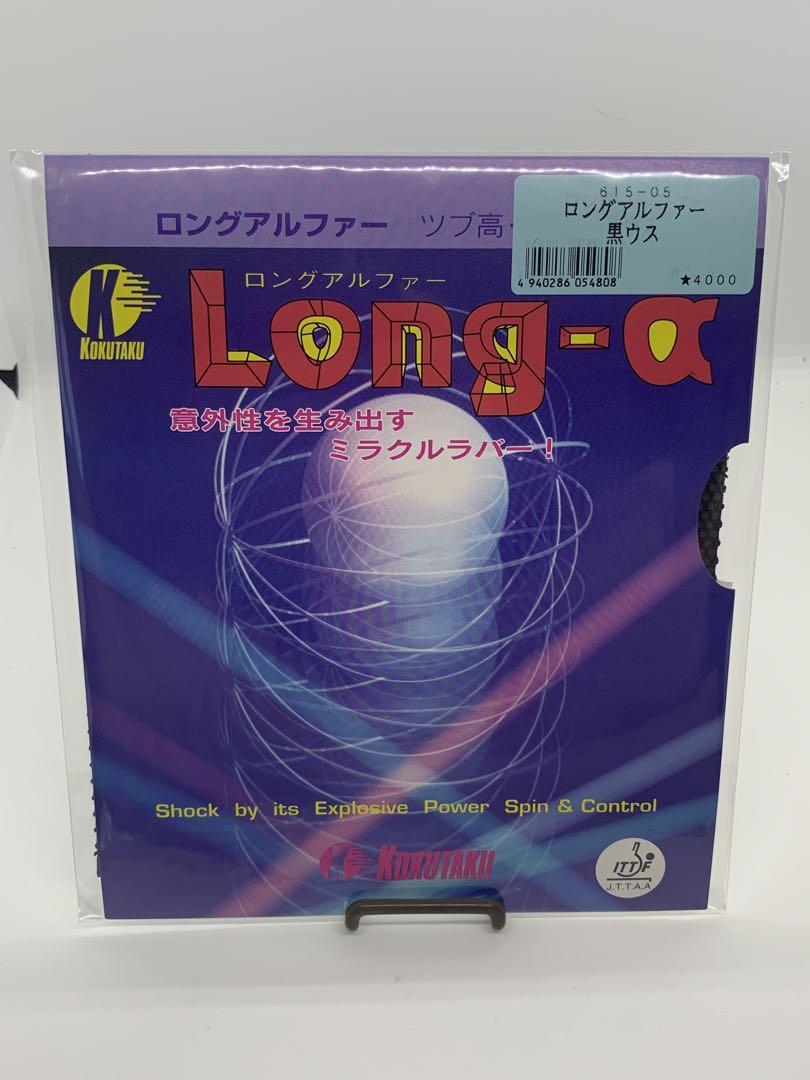 ロングアルファー ツブ高・
615-05
ロングアルファー
黒ウス
4 940286 054808
★4000
K
KOKUTAKU
ロングアルファー
Long-α
意外性を生み出す
ミラクルラバー！
Shock by its Explosive Power Spin & Control
KOKUTAKU
ITTF
J.T.T.A.A